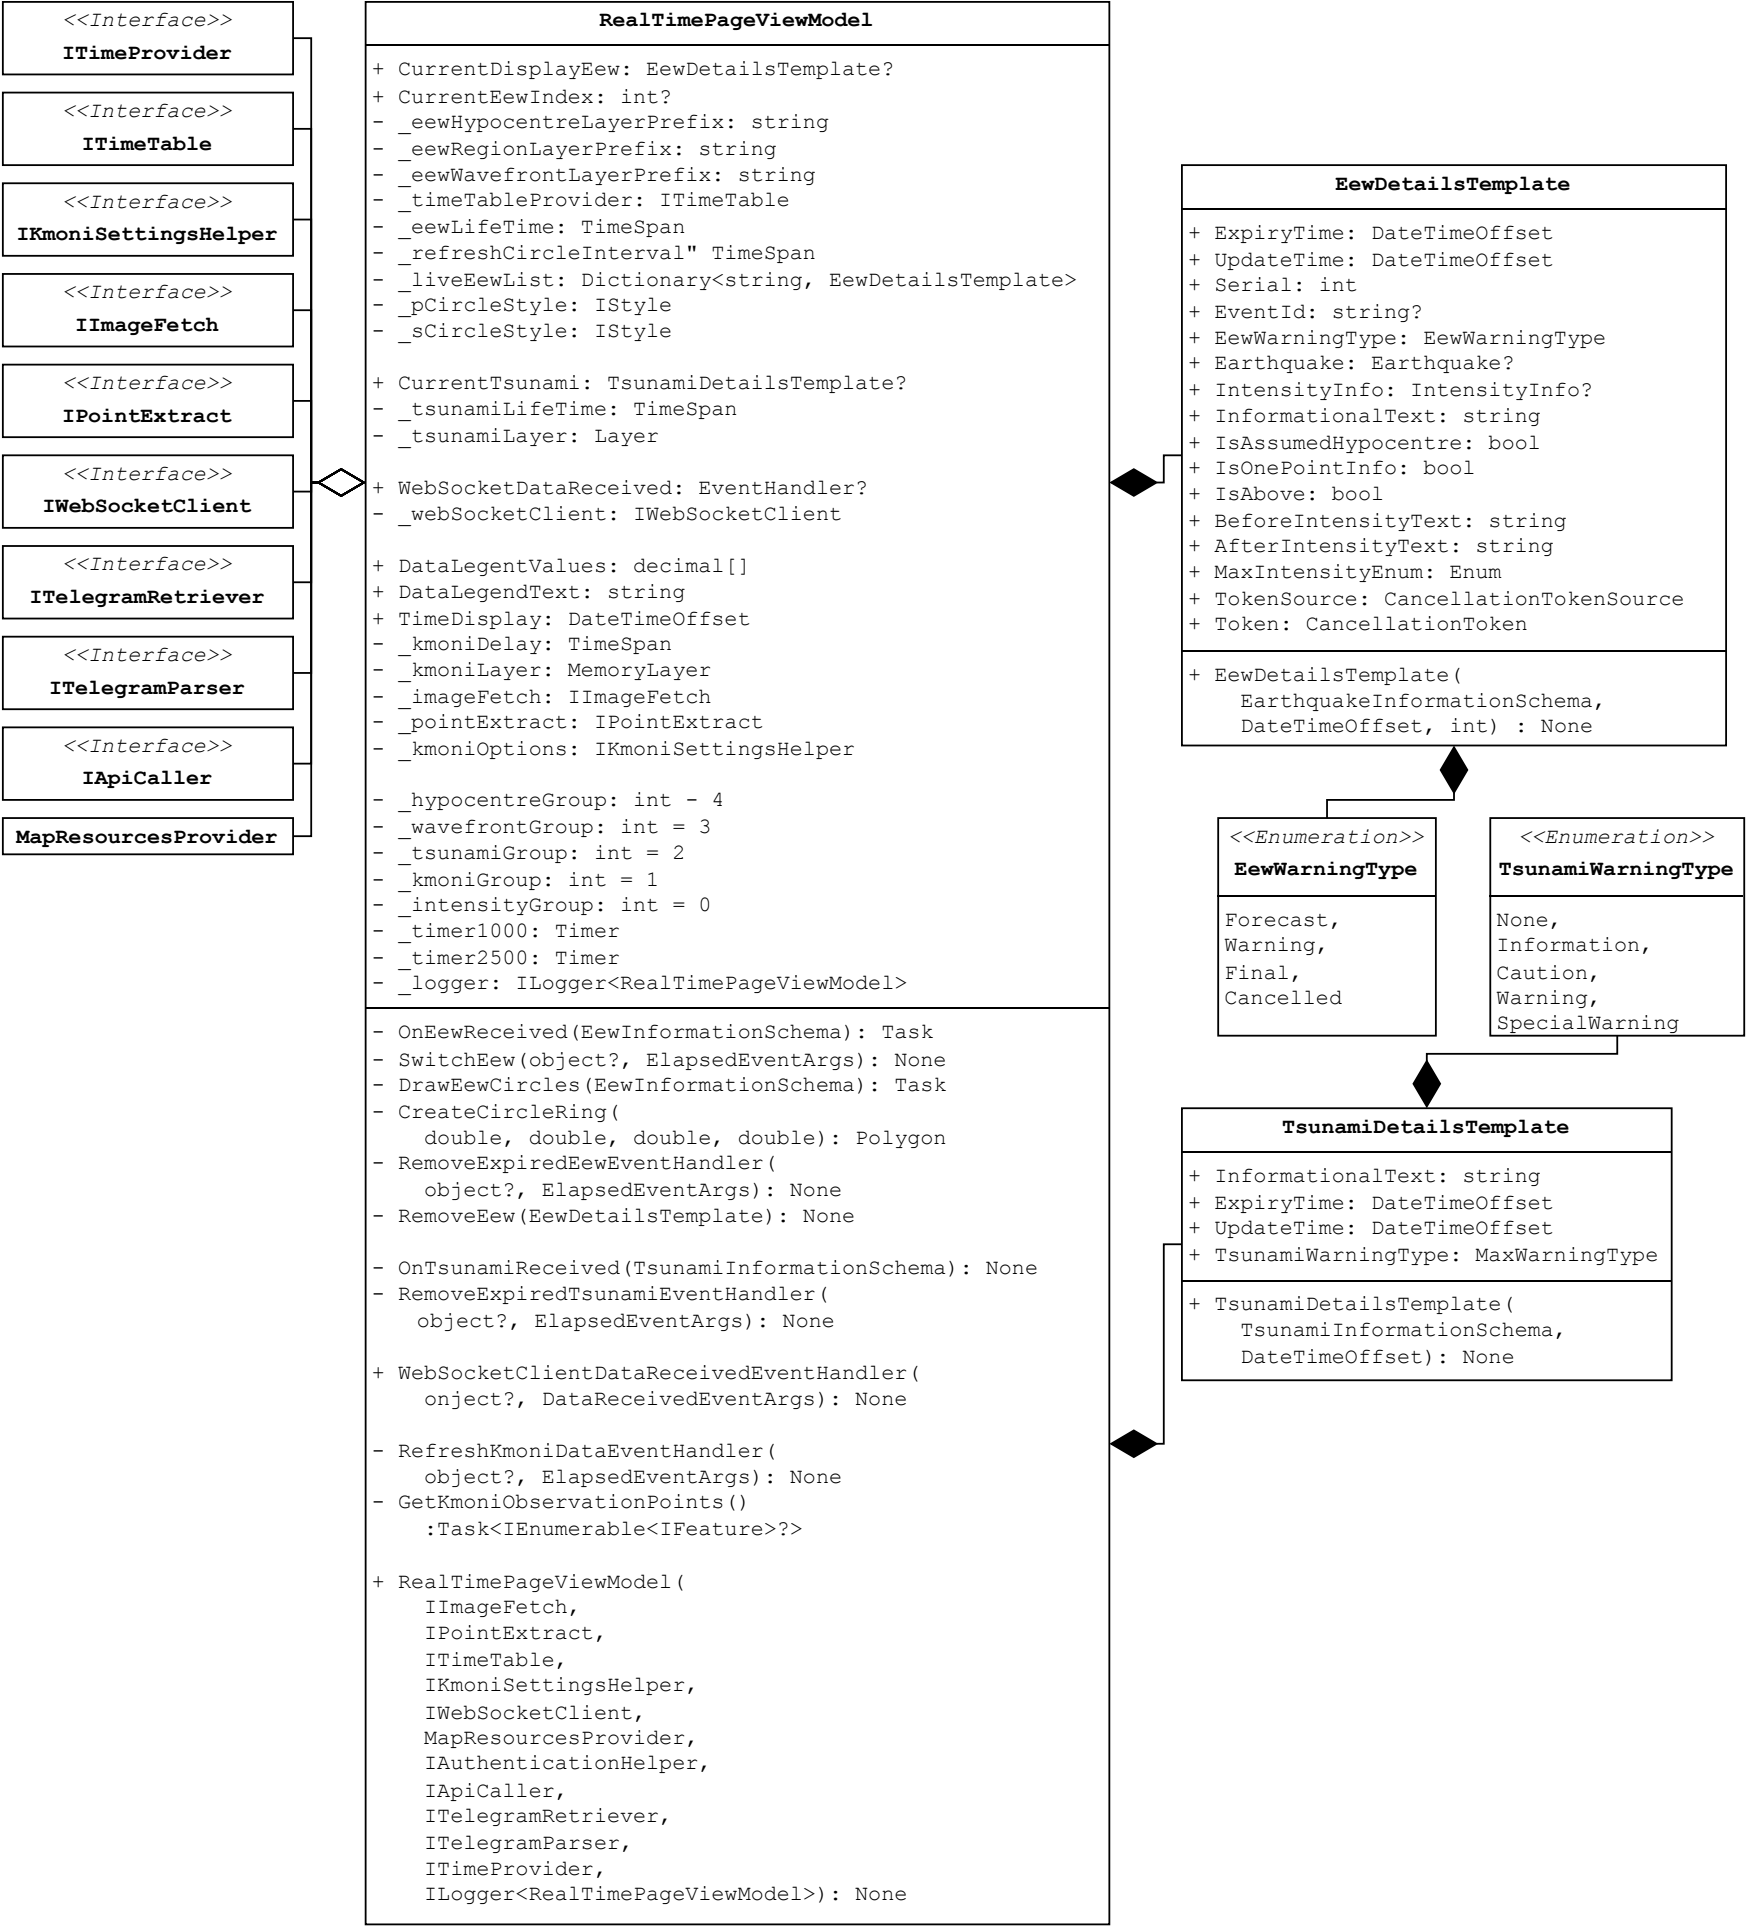 <<Interface>>
ITimeProvider
<<Interface>>
ITimeTable
<<Interface>>
IKmoniSettingsHelper
<<Interface>>
IImageFetch
<<Interface>>
IPointExtract
<<Interface>>
IWebSocketClient
<<Interface>>
ITelegramRetriever
<<Interface>>
ITelegramParser
<<Interface>>
IApiCaller
MapResourcesProvider
RealTimePageViewModel
+ CurrentDisplayEew: EewDetailsTemplate?
+ CurrentEewIndex: int?
- _eewHypocentreLayerPrefix: string
- _eewRegionLayerPrefix: string
- _eewWavefrontLayerPrefix: string
- _timeTableProvider: ITimeTable
- _eewLifeTime: TimeSpan
- _refreshCircleInterval" TimeSpan
- _liveEewList: Dictionary<string, EewDetailsTemplate>
- _pCircleStyle: IStyle
- _sCircleStyle: IStyle
+ CurrentTsunami: TsunamiDetailsTemplate?
- _tsunamiLifeTime: TimeSpan
- _tsunamiLayer: Layer
+ WebSocketDataReceived: EventHandler?
- _webSocketClient: IWebSocketClient
+ DataLegentValues: decimal[]
+ DataLegendText: string
+ TimeDisplay: DateTimeOffset
- _kmoniDelay: TimeSpan
- _kmoniLayer: MemoryLayer
- _imageFetch: IImageFetch
- _pointExtract: IPointExtract
- _kmoniOptions: IKmoniSettingsHelper
- _hypocentreGroup: int - 4
- _wavefrontGroup: int = 3
- _tsunamiGroup: int = 2
- _kmoniGroup: int = 1
- _intensityGroup: int = 0
- _timer1000: Timer
- _timer2500: Timer
- _logger: ILogger<RealTimePageViewModel>
- OnEewReceived(EewInformationSchema): Task
- SwitchEew(object?, ElapsedEventArgs): None
- DrawEewCircles(EewInformationSchema): Task
- CreateCircleRing(
double, double, double, double): Polygon
- RemoveExpiredEewEventHandler(
object?, ElapsedEventArgs): None
- RemoveEew(EewDetailsTemplate): None
- OnTsunamiReceived(TsunamiInformationSchema): None
- RemoveExpiredTsunamiEventHandler(
object?, ElapsedEventArgs): None
+ WebSocketClientDataReceivedEventHandler(
onject?, DataReceivedEventArgs): None
- RefreshKmoniDataEventHandler(
object?, ElapsedEventArgs): None
- GetKmoniObservationPoints()
:Task<IEnumerable<IFeature>?>
+ RealTimePageViewModel(
IImageFetch,
IPointExtract,
ITimeTable,
IKmoniSettingsHelper,
IWebSocketClient,
MapResourcesProvider,
IAuthenticationHelper,
IApiCaller,
ITelegramRetriever,
ITelegramParser,
ITimeProvider,
ILogger<RealTimePageViewModel>): None
EewDetailsTemplate
+ ExpiryTime: DateTimeOffset
+ UpdateTime: DateTimeOffset
+ Serial: int
+ EventId: string?
+ EewWarningType: EewWarningType
+ Earthquake: Earthquake?
+ IntensityInfo: IntensityInfo?
+ InformationalText: string
+ IsAssumedHypocentre: bool
+ IsOnePointInfo: bool
+ IsAbove: bool
+ BeforeIntensityText: string
+ AfterIntensityText: string
+ MaxIntensityEnum: Enum
+ TokenSource: CancellationTokenSource
+ Token: CancellationToken
+ EewDetailsTemplate(
EarthquakeInformationSchema,
DateTimeOffset, int) : None
<<Enumeration>>
EewWarningType
Forecast,
Warning,
Final,
Cancelled
<<Enumeration>>
TsunamiWarningType
None,
Information,
Caution,
Warning,
SpecialWarning
TsunamiDetailsTemplate
+ InformationalText: string
+ ExpiryTime: DateTimeOffset
+ UpdateTime: DateTimeOffset
+ TsunamiWarningType: MaxWarningType
+ TsunamiDetailsTemplate(
TsunamiInformationSchema,
DateTimeOffset): None